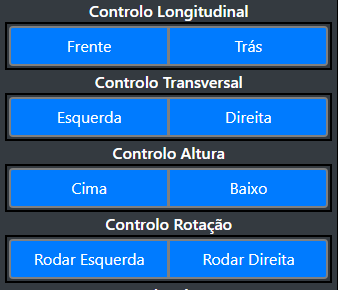 Controlo Longitudinal
Frente Trás
Controlo Transversal
Esquerda Direita
Controlo Altura
Cima Baixo
Controlo Rotação
Rodar Esquerda Rodar Direita